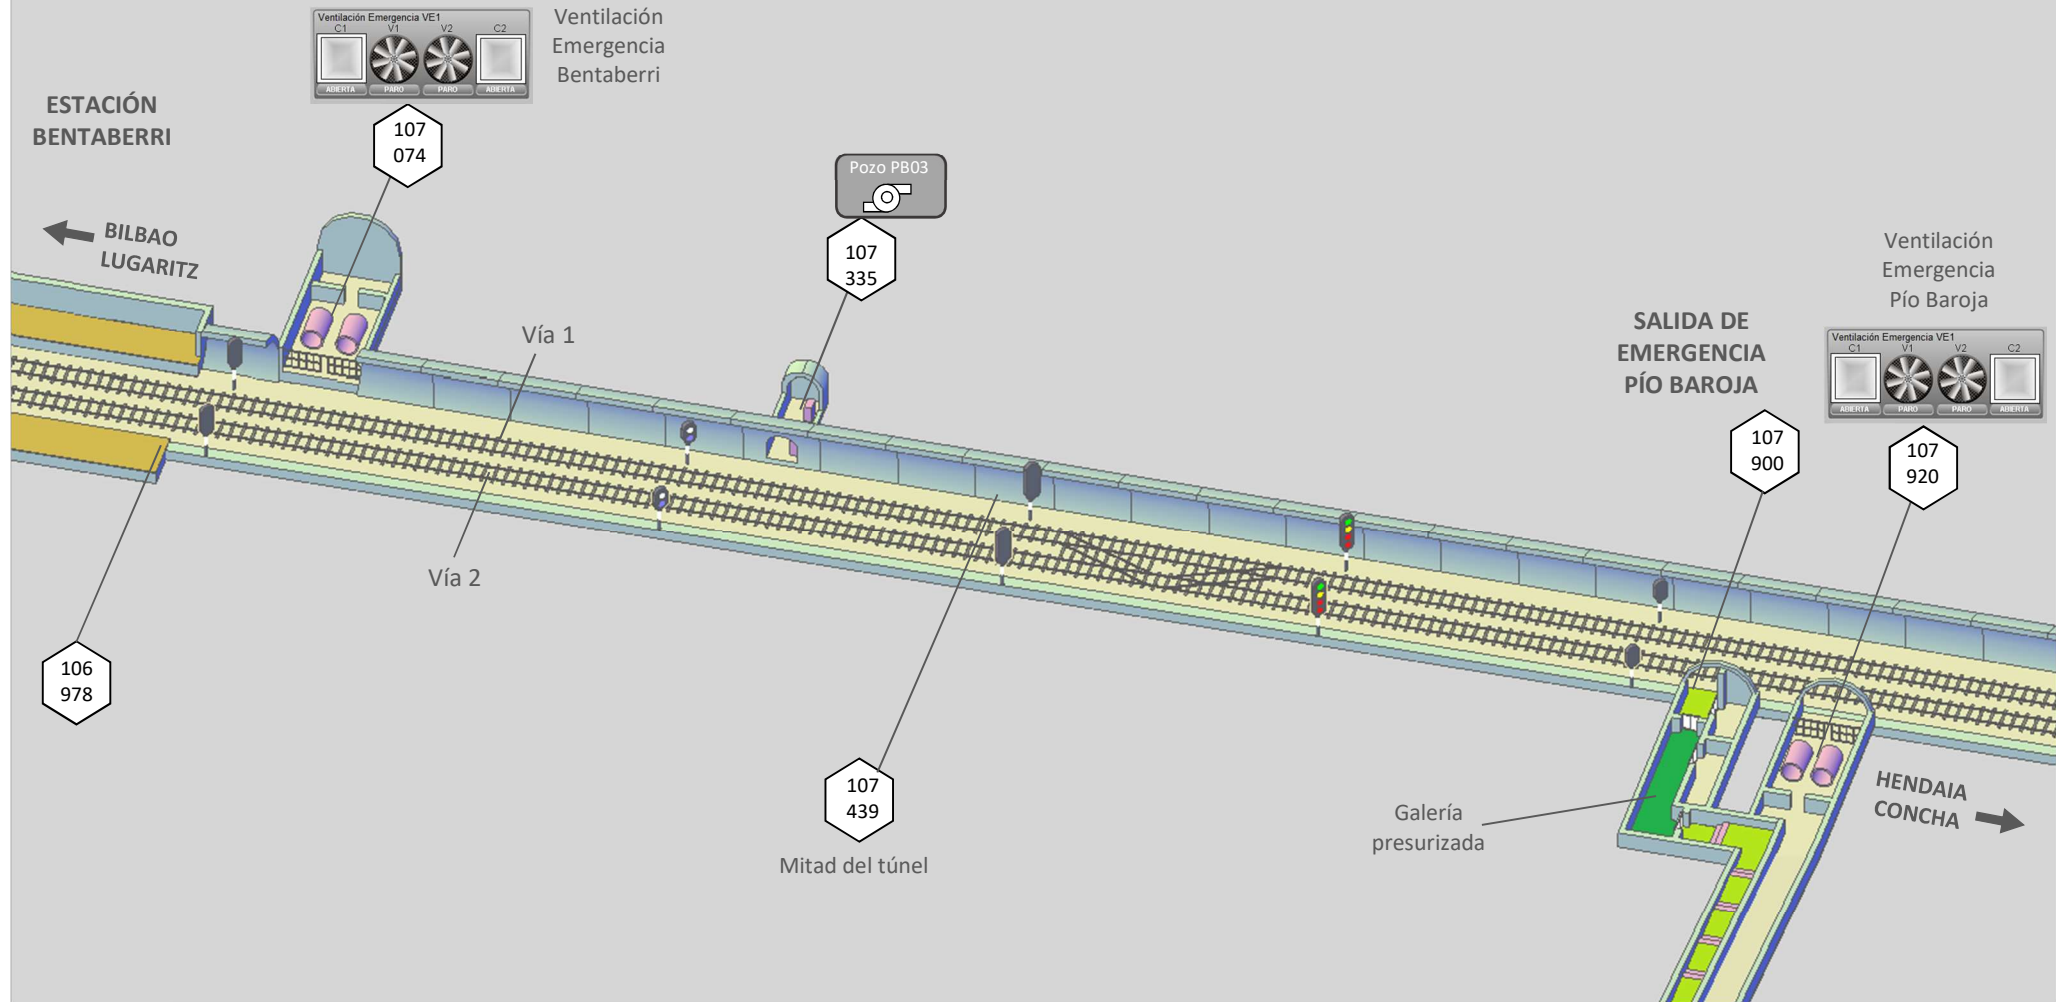 Ventilación Emergencia VE1
C1 V1 V2 C2
ABIERTA PARO PARO ABIERTA
Ventilación
Emergencia
Bentaberri
ESTACIÓN
BENTABERRI
107
074
Pozo PB03
107
335
BILBAO
LUGARITZ
Vía 1
Vía 2
Ventilación
Emergencia
Pío Baroja
SALIDA DE
EMERGENCIA
PÍO BAROJA
Ventilación Emergencia VE1
C1 V1 V2 C2
ABIERTA PARO PARO ABIERTA
107
900
107
920
106
978
107
439
Mitad del túnel
Galería
presurizada
HENDAIA
CONCHA